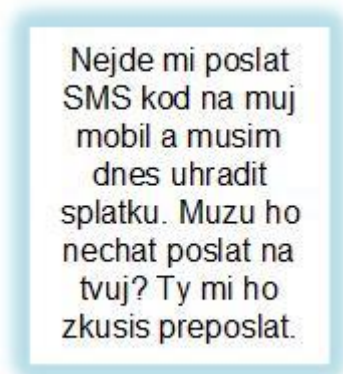 Nejde mi poslat
SMS kod na muj
mobil a musim
dnes uhradit
splatku. Muzu ho
nechat poslat na
tvuj? Ty mi ho
zkusis preposlat.